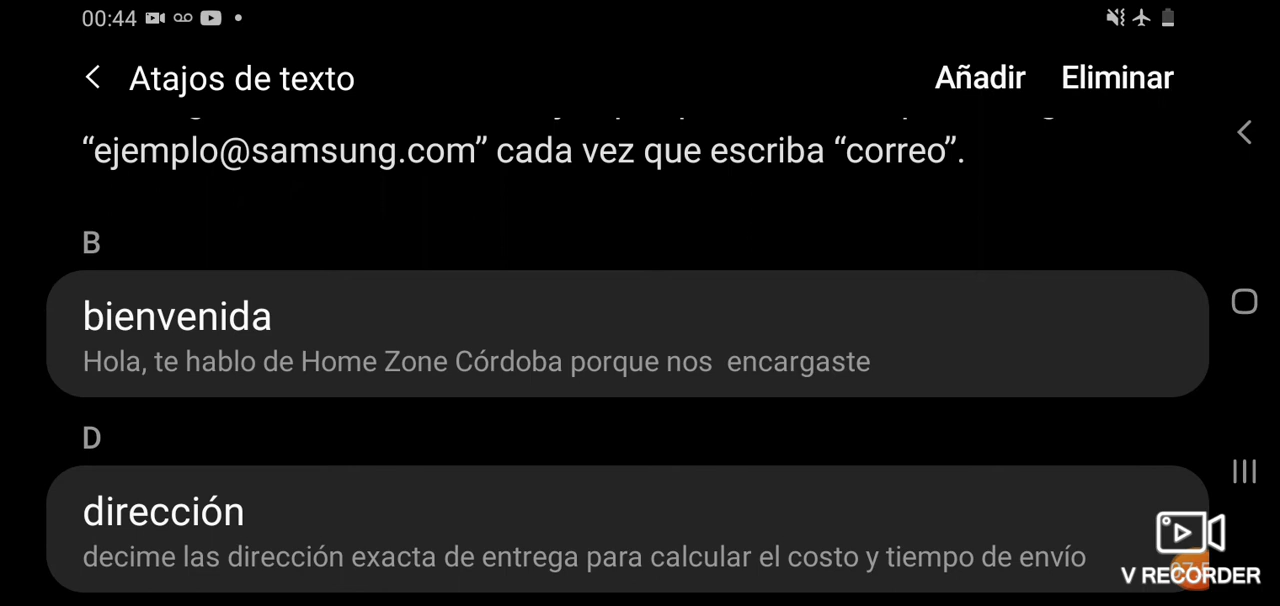 00:44
Atajos de texto
Añadir Eliminar
“ejemplo@samsung.com” cada vez que escriba “correo”.
B
bienvenida
Hola, te hablo de Home Zone Córdoba porque nos  encargaste
D
dirección
decime las dirección exacta de entrega para calcular el costo y tiempo de envío
V RECORDER